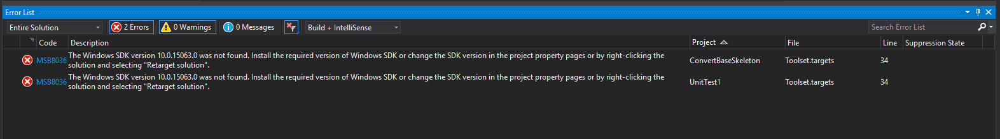 Error List
Entire Solution 2 Errors 0 Warnings 0 Messages Build + IntelliSense Search Error List
Code Description Project File Line Suppression State
MSB8036 The Windows SDK version 10.0.15063.0 was not found. Install the required version of Windows SDK or change the SDK version in the project property pages or by right-clicking the
solution and selecting "Retarget solution". ConvertBaseSkeleton Toolset.targets 34
MSB8036 The Windows SDK version 10.0.15063.0 was not found. Install the required version of Windows SDK or change the SDK version in the project property pages or by right-clicking the
solution and selecting "Retarget solution". UnitTest1 Toolset.targets 34